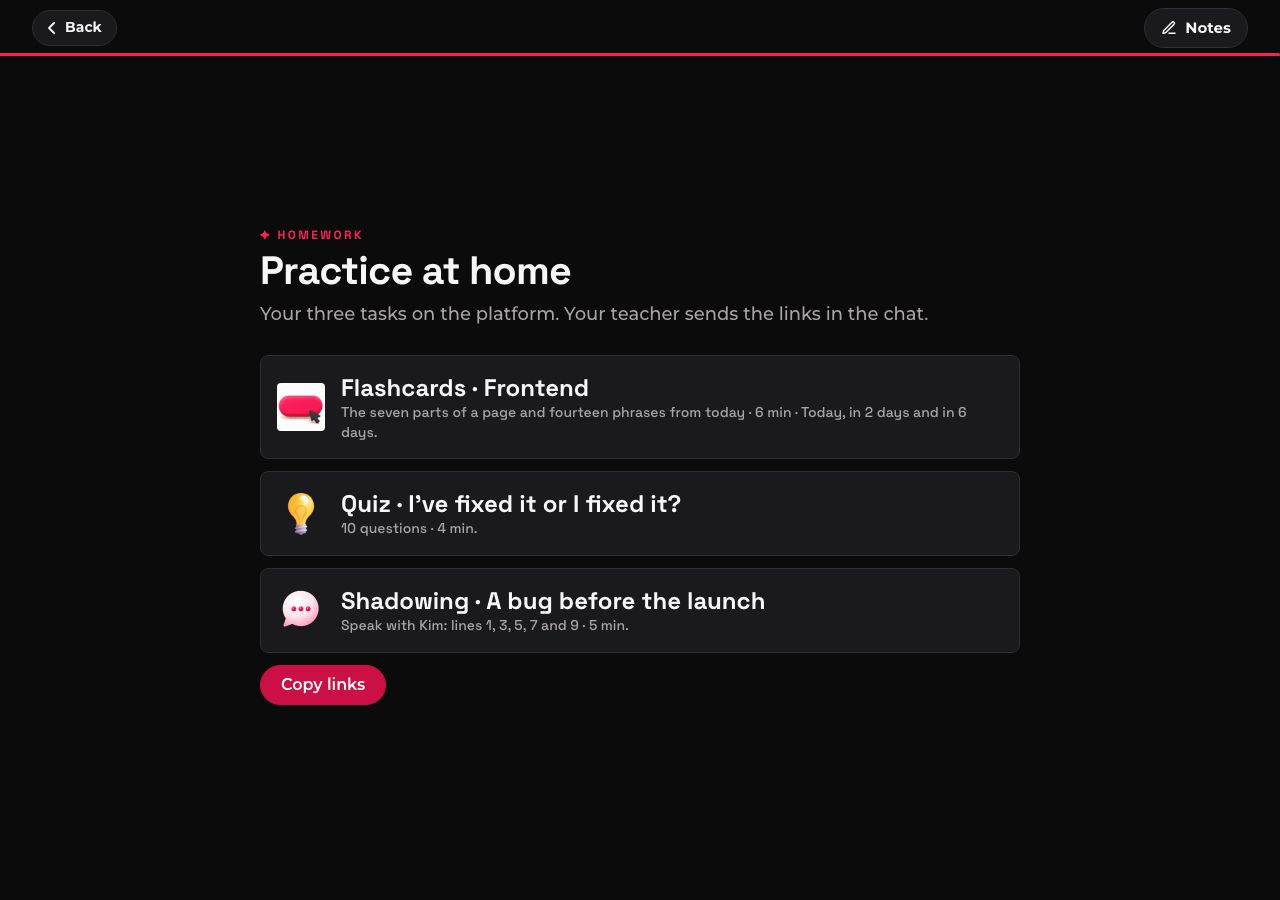 Back
Notes
HOMEWORK
Practice at home
Your three tasks on the platform. Your teacher sends the links in the chat.
Flashcards · Frontend
The seven parts of a page and fourteen phrases from today · 6 min · Today, in 2 days and in 6
days.
Quiz · I've fixed it or I fixed it?
10 questions · 4 min.
Shadowing · A bug before the launch
Speak with Kim: lines 1, 3, 5, 7 and 9 · 5 min.
Copy links